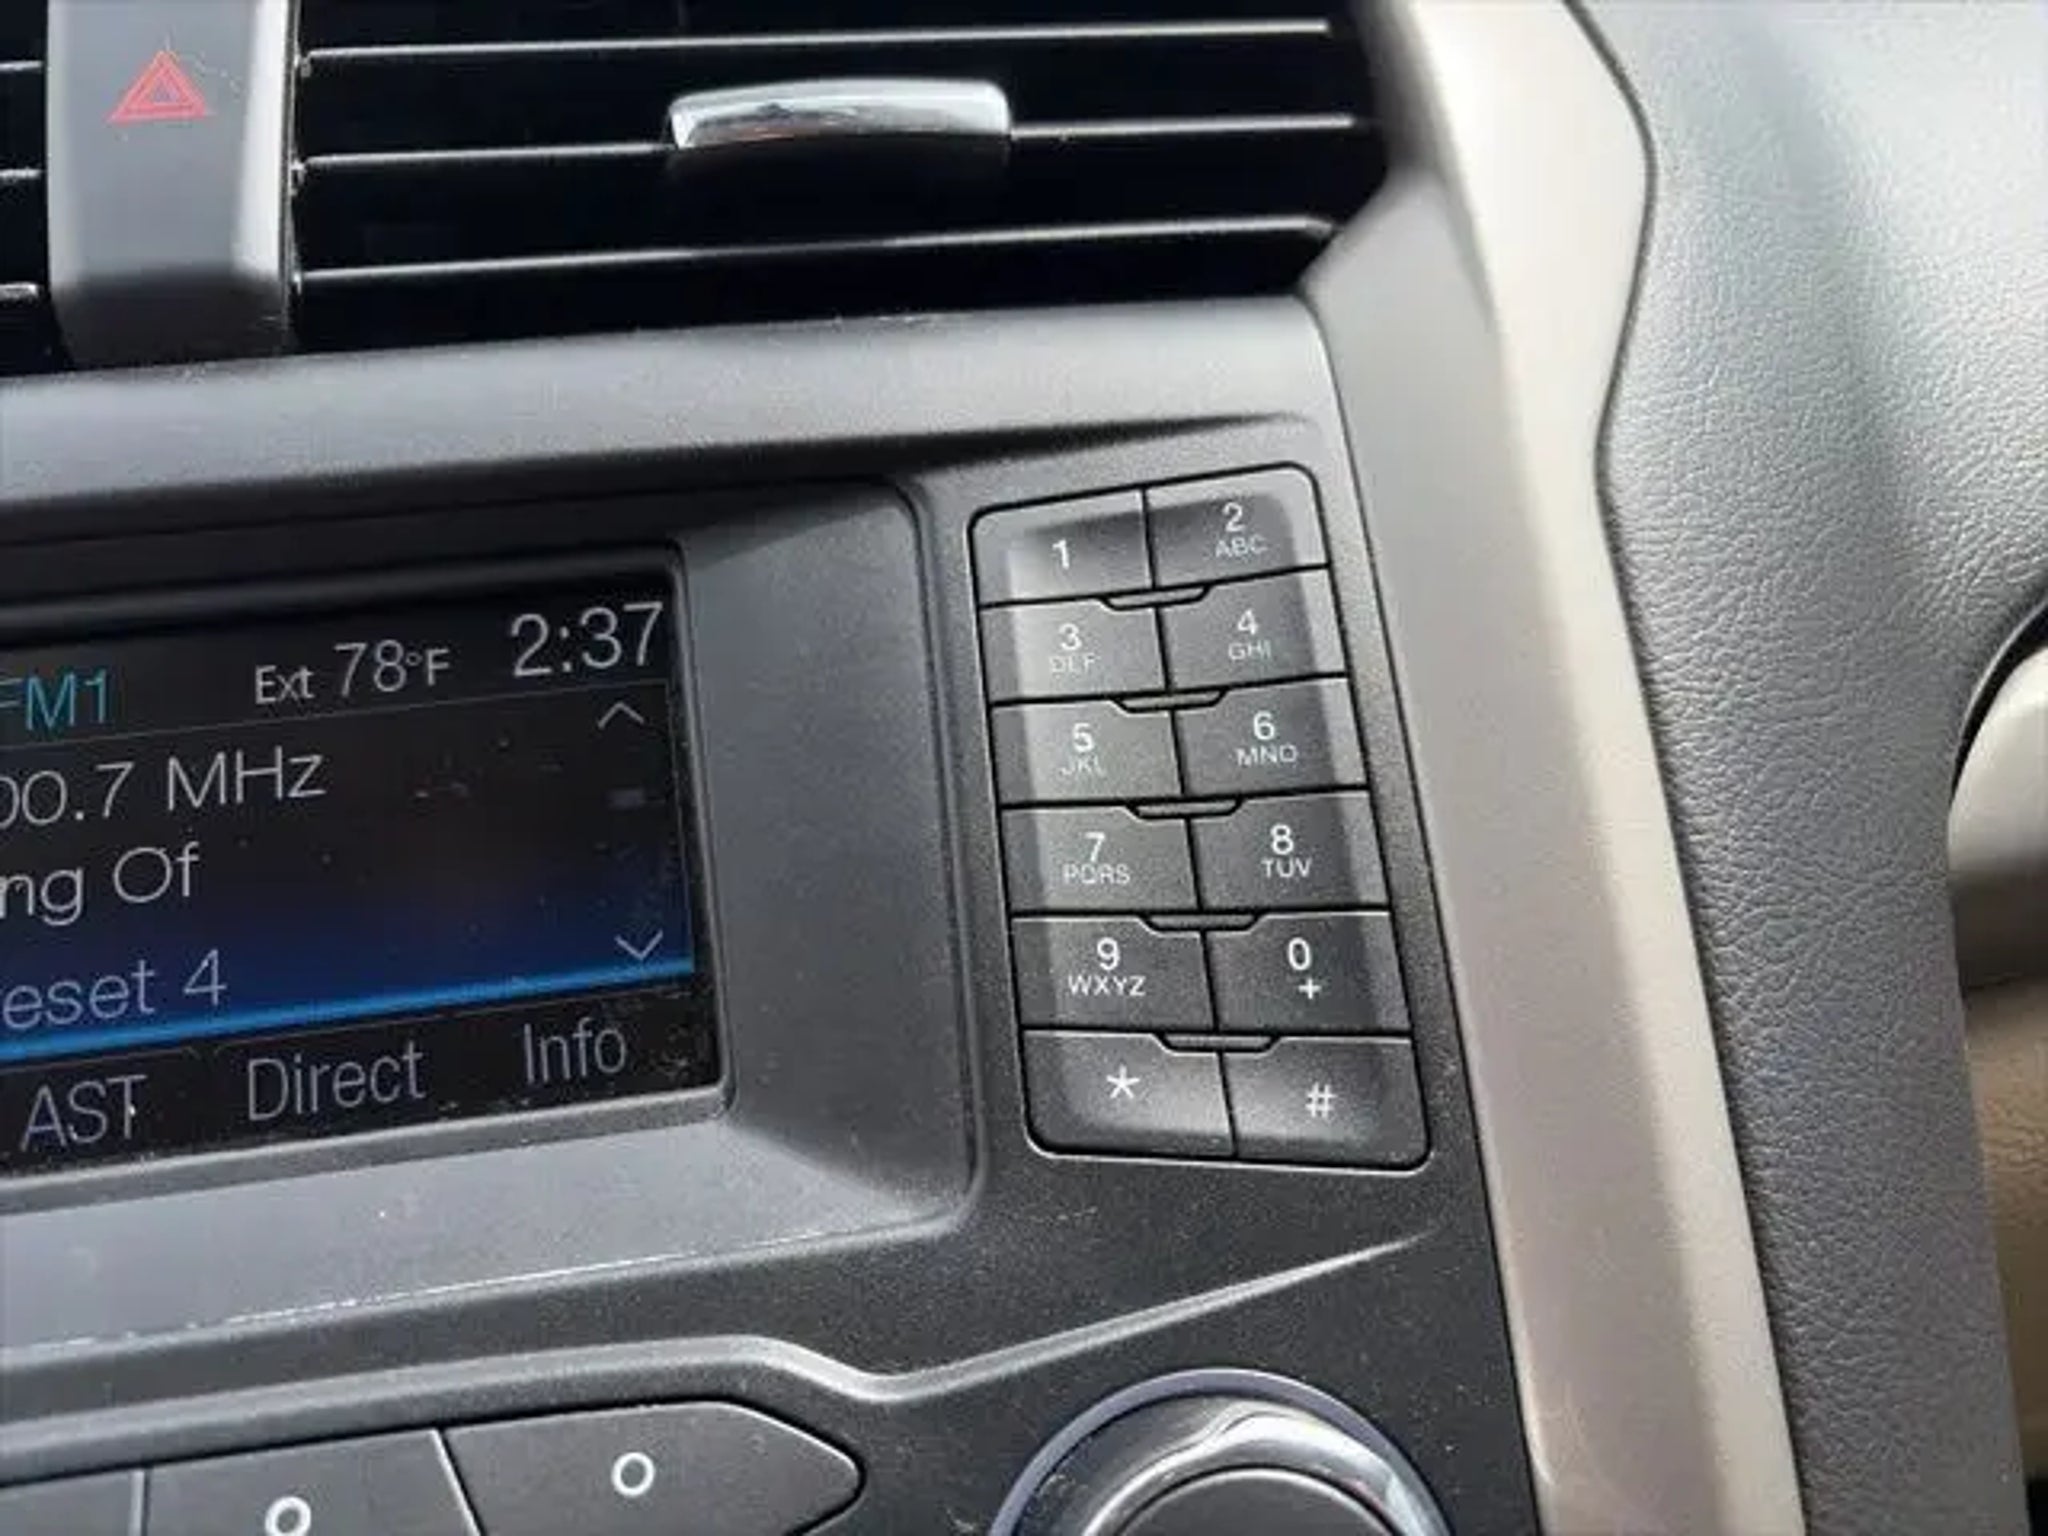 FM1 Ext 78°F 2:37
00.7 MHz
ng Of
eset 4
AST Direct Info
1
2
ABC
3
DEF
4
GHI
5
JKL
6
MNO
7
PQRS
8
TUV
9
WXYZ
0
+
*
#